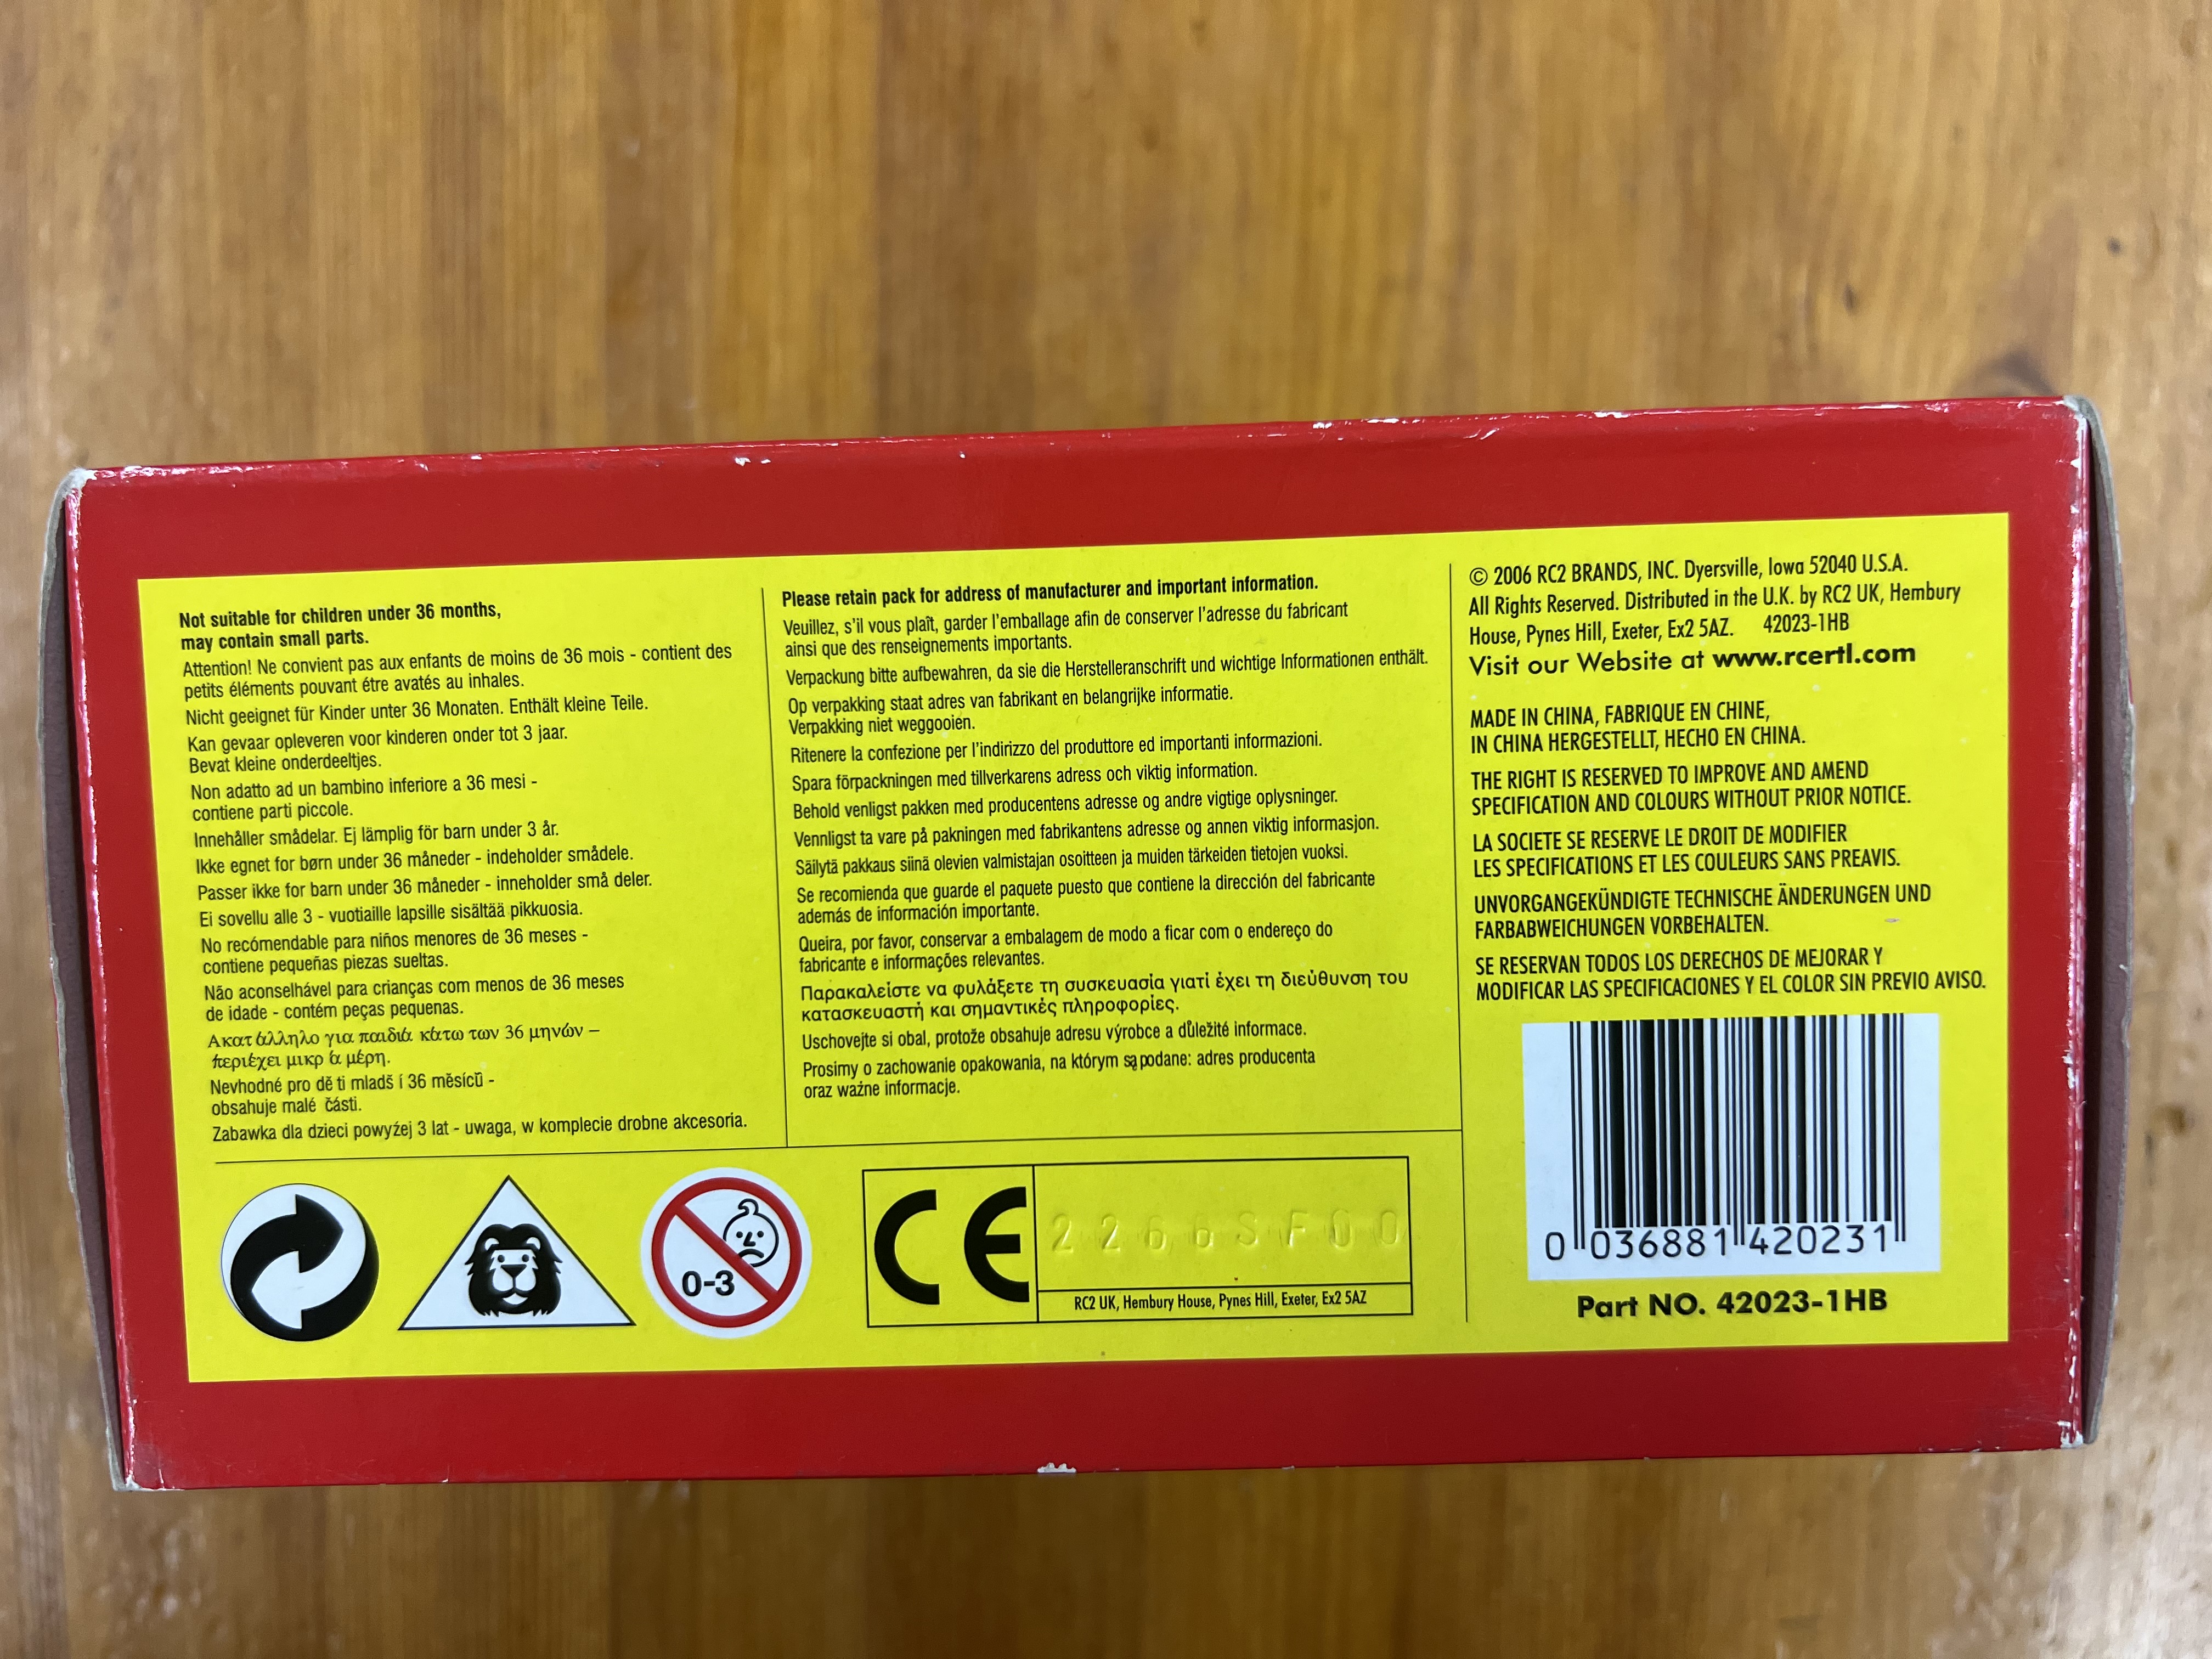 Not suitable for children under 36 months,
may contain small parts.
Attention! Ne convient pas aux enfants de moins de 36 mois - contient des
petits éléments pouvant étre avatés au inhales.
Nicht geeignet für Kinder unter 36 Monaten. Enthält kleine Teile.
Kan gevaar opleveren voor kinderen onder tot 3 jaar.
Bevat kleine onderdeeltjes.
Non adatto ad un bambino inferiore a 36 mesi -
contiene parti piccole.
Innehåller smådelar. Ej lämplig för barn under 3 år.
Ikke egnet for børn under 36 måneder - indeholder smådele.
Passer ikke for barn under 36 måneder - inneholder små deler.
Ei sovellu alle 3 - vuotiaille lapsille sisältää pikkuosia.
No recómendable para niños menores de 36 meses -
contiene pequeñas piezas sueltas.
Não aconselhável para crianças com menos de 36 meses
de idade - contém peças pequenas.
Ακατάλληλο για παιδιά κάτω των 36 μηνών –
περιέχει μικρά μέρη.
Nevhodné pro dě ti mladš í 36 měsícū -
obsahuje malé části.
Zabawka dla dzieci powyźej 3 lat - uwaga, w komplecie drobne akcesoria.
0-3
Please retain pack for address of manufacturer and important information.
Veuillez, s'il vous plaît, garder l'emballage afin de conserver l'adresse du fabricant
ainsi que des renseignements importants.
Verpackung bitte aufbewahren, da sie die Herstelleranschrift und wichtige Informationen enthält.
Op verpakking staat adres van fabrikant en belangrijke informatie.
Verpakking niet weggooien.
Ritenere la confezione per l'indirizzo del produttore ed importanti informazioni.
Spara förpackningen med tillverkarens adress och viktig information.
Behold venligst pakken med producentens adresse og andre vigtige oplysninger.
Vennligst ta vare på pakningen med fabrikantens adresse og annen viktig informasjon.
Säilytä pakkaus siinä olevien valmistajan osoitteen ja muiden tärkeiden tietojen vuoksi.
Se recomienda que guarde el paquete puesto que contiene la dirección del fabricante
además de información importante.
Queira, por favor, conservar a embalagem de modo a ficar com o endereço do
fabricante e informações relevantes.
Παρακαλείστε να φυλάξετε τη συσκευασία γιατί έχει τη διεύθυνση του
κατασκευαστή και σημαντικές πληροφορίες.
Uschovejte si obal, protože obsahuje adresu výrobce a důležité informace.
Prosimy o zachowanie opakowania, na którym są podane: adres producenta
oraz ważne informacje.
CE
2266SF00
RC2 UK, Hembury House, Pynes Hill, Exeter, Ex2 5AZ
© 2006 RC2 BRANDS, INC. Dyersville, Iowa 52040 U.S.A.
All Rights Reserved. Distributed in the U.K. by RC2 UK, Hembury
House, Pynes Hill, Exeter, Ex2 5AZ. 42023-1HB
Visit our Website at www.rcertl.com
MADE IN CHINA, FABRIQUE EN CHINE,
IN CHINA HERGESTELLT, HECHO EN CHINA.
THE RIGHT IS RESERVED TO IMPROVE AND AMEND
SPECIFICATION AND COLOURS WITHOUT PRIOR NOTICE.
LA SOCIETE SE RESERVE LE DROIT DE MODIFIER
LES SPECIFICATIONS ET LES COULEURS SANS PREAVIS.
UNVORGANGEKÜNDIGTE TECHNISCHE ÄNDERUNGEN UND
FARBABWEICHUNGEN VORBEHALTEN.
SE RESERVAN TODOS LOS DERECHOS DE MEJORAR Y
MODIFICAR LAS SPECIFICACIONES Y EL COLOR SIN PREVIO AVISO.
0 036881 420231
Part NO. 42023-1HB